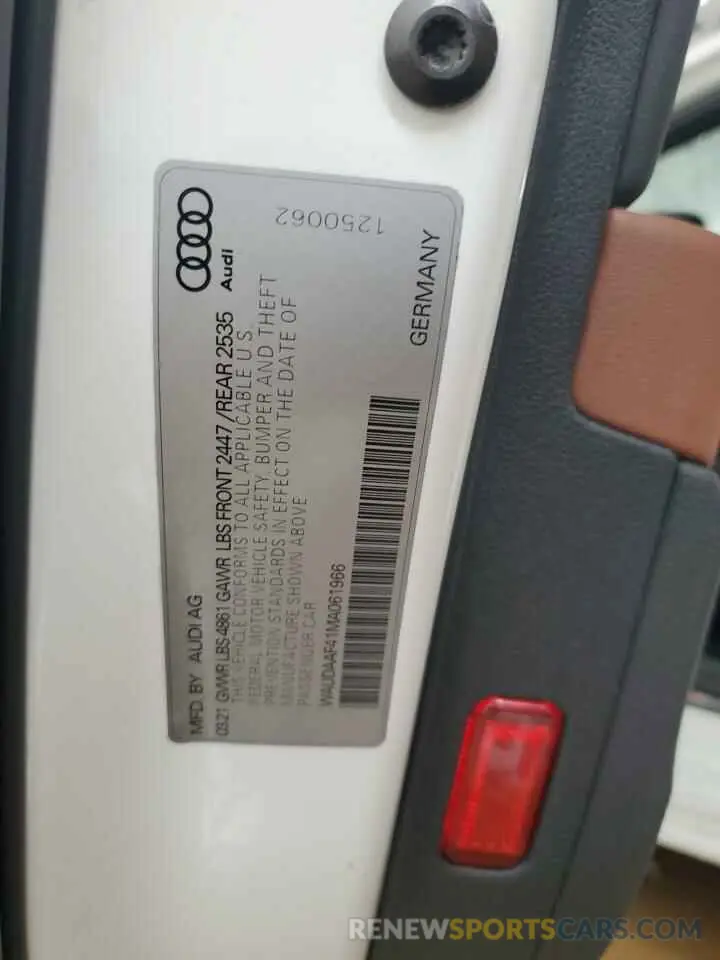 Audi
1250062
MFD. BY AUDI AG
03.21 GVWR LBS 4861 GAWR LBS FRONT 2447/REAR 2535
THIS VEHICLE CONFORMS TO ALL APPLICABLE U S
FEDERAL MOTOR VEHICLE SAFETY, BUMPER AND THEFT
PREVENTION STANDARDS IN EFFECT ON THE DATE OF
MANUFACTURE SHOWN ABOVE
PASSENGER CAR
WAUDAAF41MA061966
GERMANY
RENEWSPORTSCARS.COM